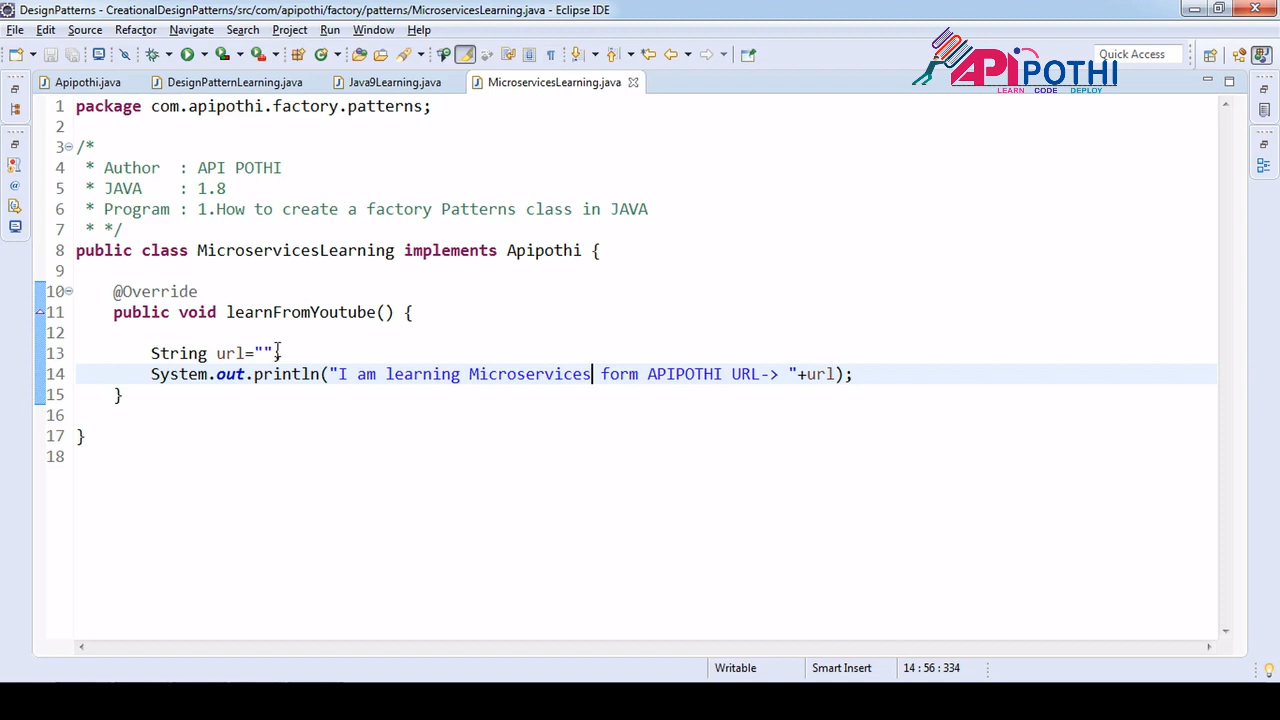 DesignPatterns - CreationalDesignPatterns/src/com/apipothi/factory/patterns/MicroservicesLearning.java - Eclipse IDE
File Edit Source Refactor Navigate Search Project Run Window Help
Quick Access
APIPOTHI
LEARN CODE DEPLOY
Apipothi.java DesignPatternLearning.java Java9Learning.java MicroservicesLearning.java
1 package com.apipothi.factory.patterns;
2
3 /*
4 * Author : API POTHI
5 * JAVA : 1.8
6 * Program : 1.How to create a factory Patterns class in JAVA
7 * */
8 public class MicroservicesLearning implements Apipothi {
9
10 @Override
11 public void learnFromYoutube() {
12
13 String url="";
14 System.out.println("I am learning Microservices form APIPOTHI URL-> "+url);
15 }
16
17 }
18
Writable Smart Insert 14 : 56 : 334